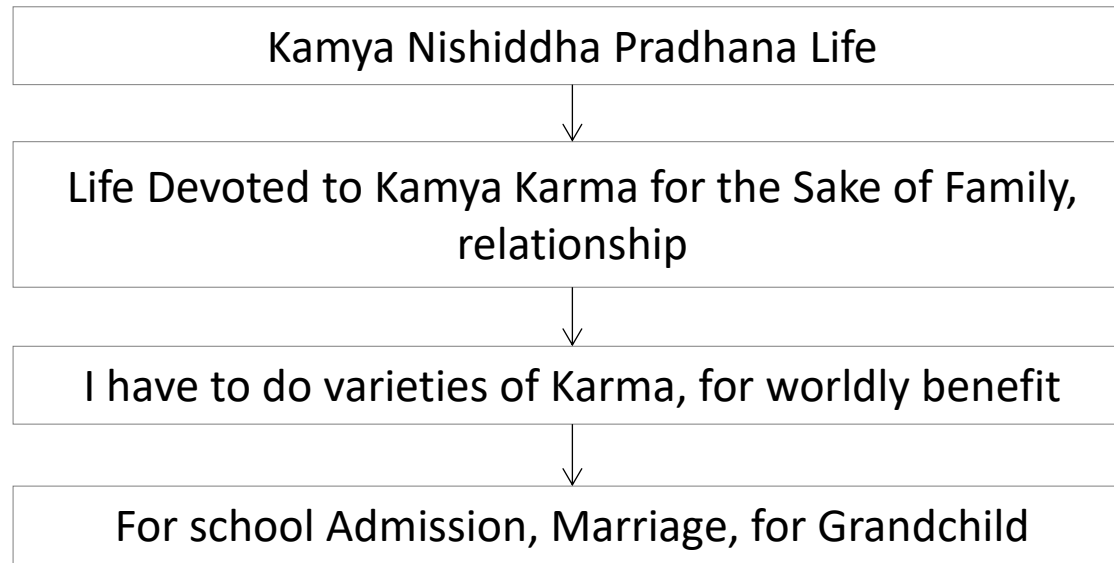 Kamya Nishiddha Pradhana Life
Life Devoted to Kamya Karma for the Sake of Family,
relationship
I have to do varieties of Karma, for worldly benefit
For school Admission, Marriage, for Grandchild